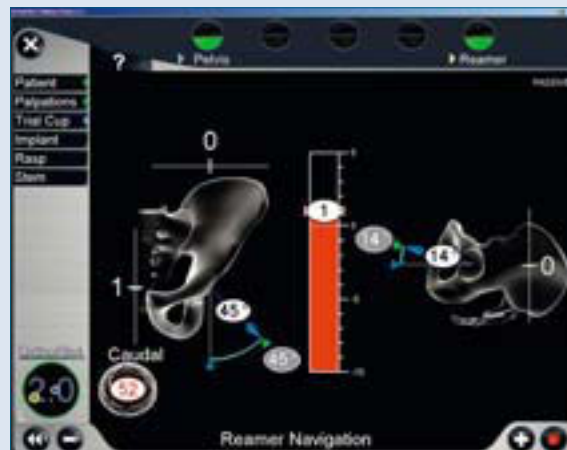 ?
Pelvis
Reamer
Patient
Palpations
Trial Cup
Implant
Rasp
Stem
0
1
14
14°
0
1
45°
45°
Caudal
52
OrthoPilot
2.0
Reamer Navigation